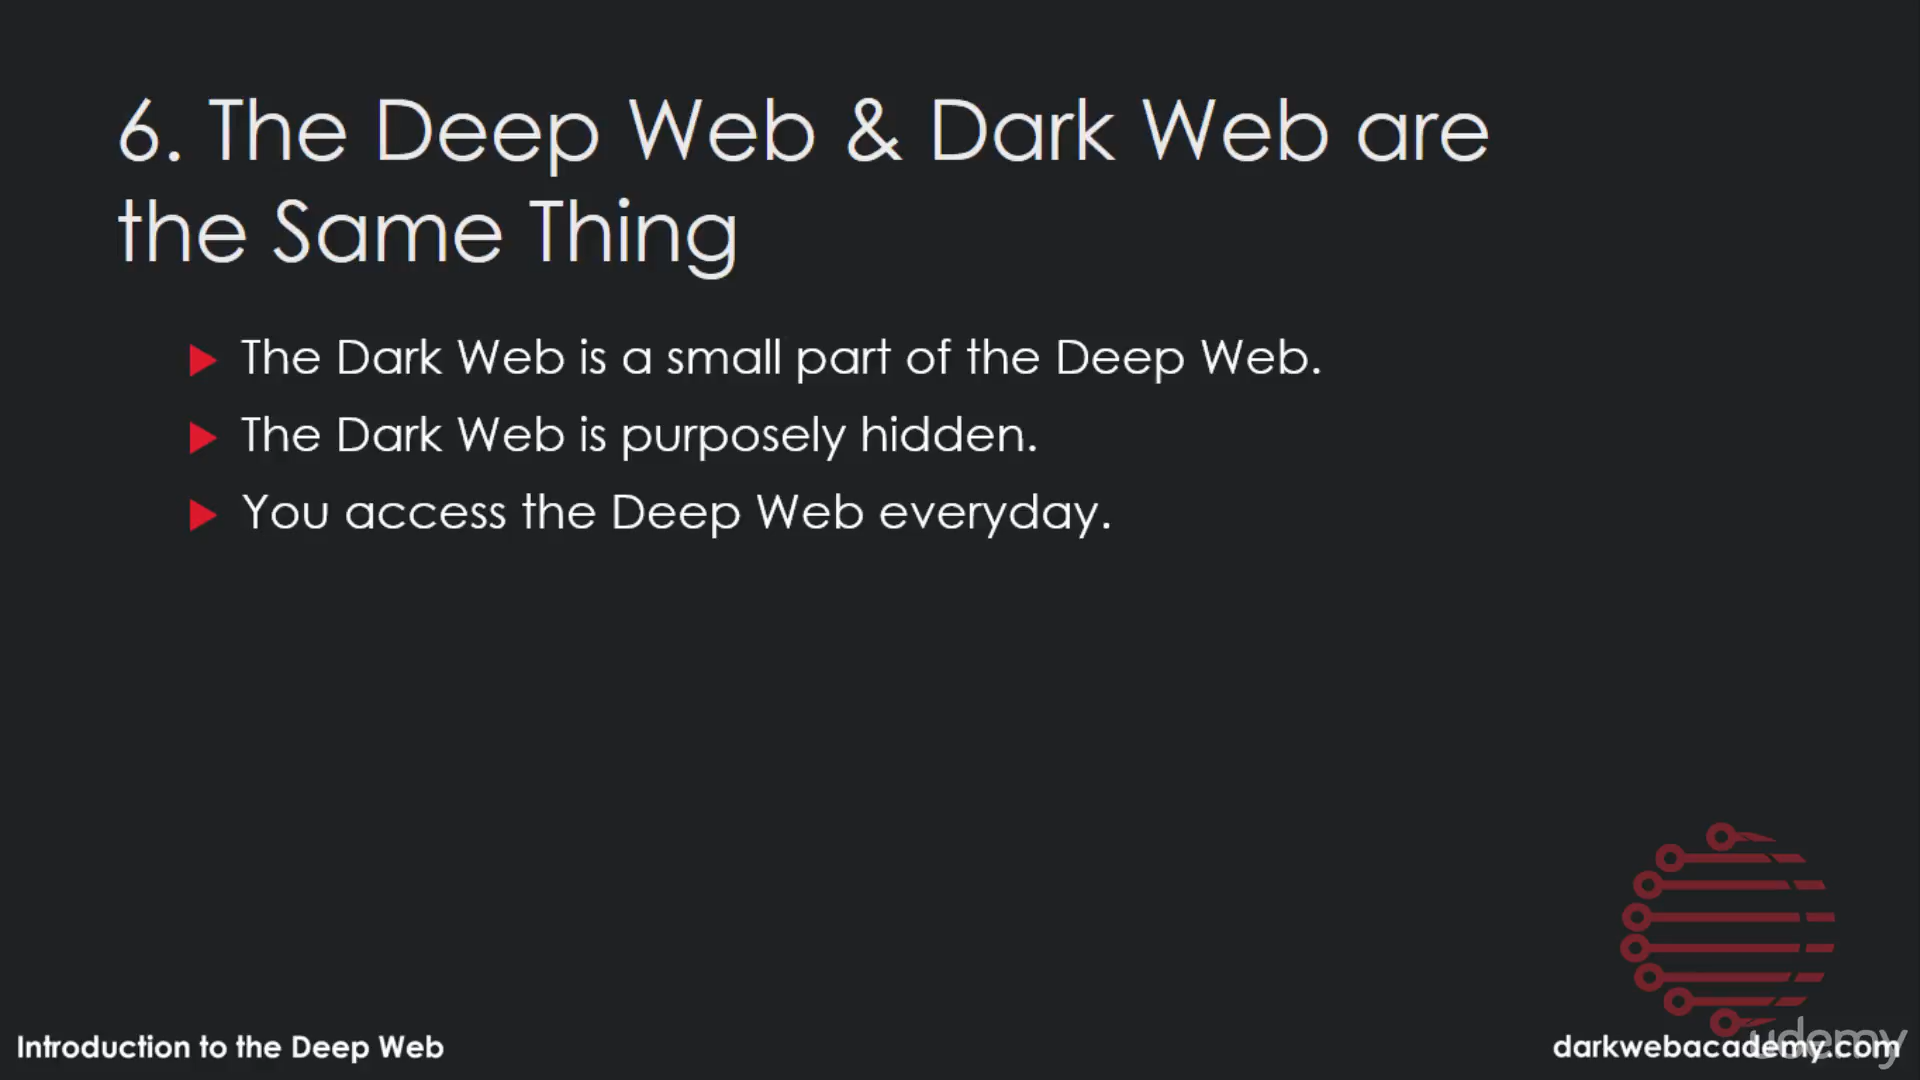 6. The Deep Web & Dark Web are
the Same Thing
The Dark Web is a small part of the Deep Web.
The Dark Web is purposely hidden.
You access the Deep Web everyday.
Introduction to the Deep Web
darkwebacademy.com
udemy